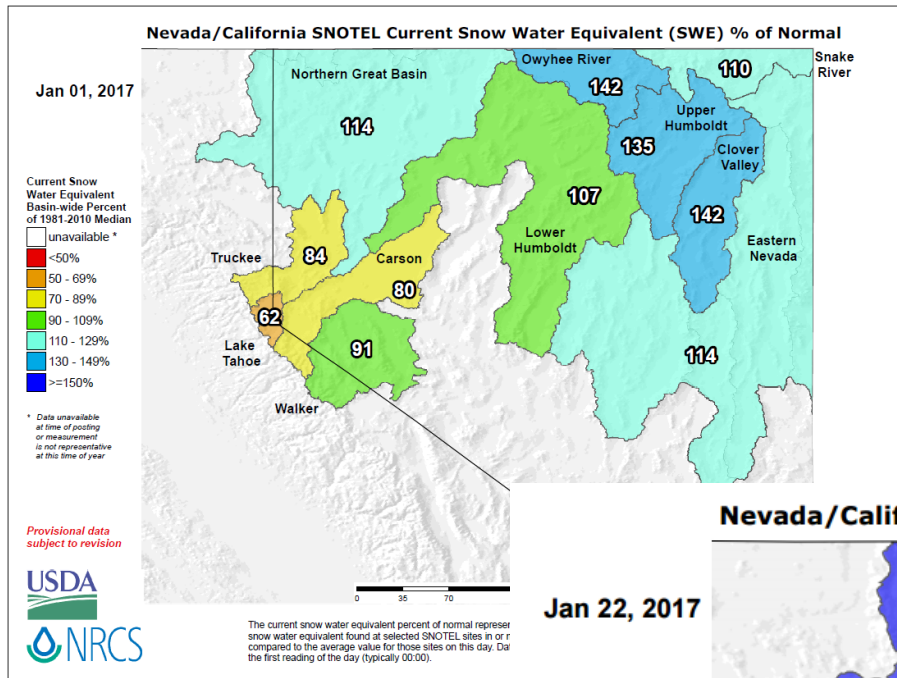 Nevada/California SNOTEL Current Snow Water Equivalent (SWE) % of Normal
Jan 01, 2017
Northern Great Basin
114
Owyhee River
142
110
Snake
River
Upper
Humboldt
135
Clover
Valley
142
107
Lower
Humboldt
Eastern
Nevada
114
Truckee
84
Carson
80
62
Lake
Tahoe
91
Walker
Current Snow
Water Equivalent
Basin-wide Percent
of 1981-2010 Median
unavailable *
<50%
50 - 69%
70 - 89%
90 - 109%
110 - 129%
130 - 149%
>=150%
* Data unavailable
at time of posting
or measurement
is not representative
at this time of year
Provisional data
subject to revision
USDA
NRCS
0 35 70
The current snow water equivalent percent of normal represen
snow water equivalent found at selected SNOTEL sites in or n
compared to the average value for those sites on this day. Dat
the first reading of the day (typically 00:00).
Nevada/Calif
Jan 22, 2017